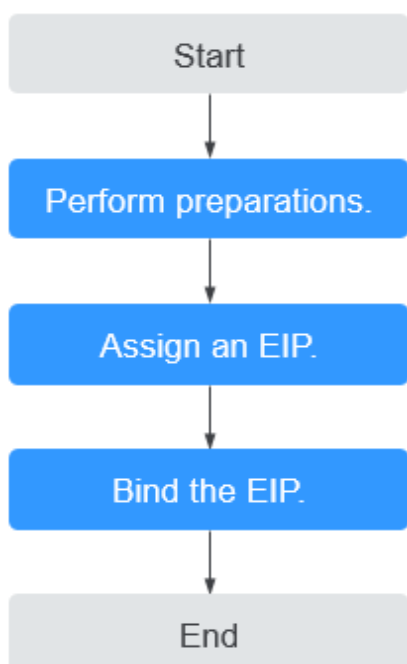 Start
Perform preparations.
Assign an EIP.
Bind the EIP.
End